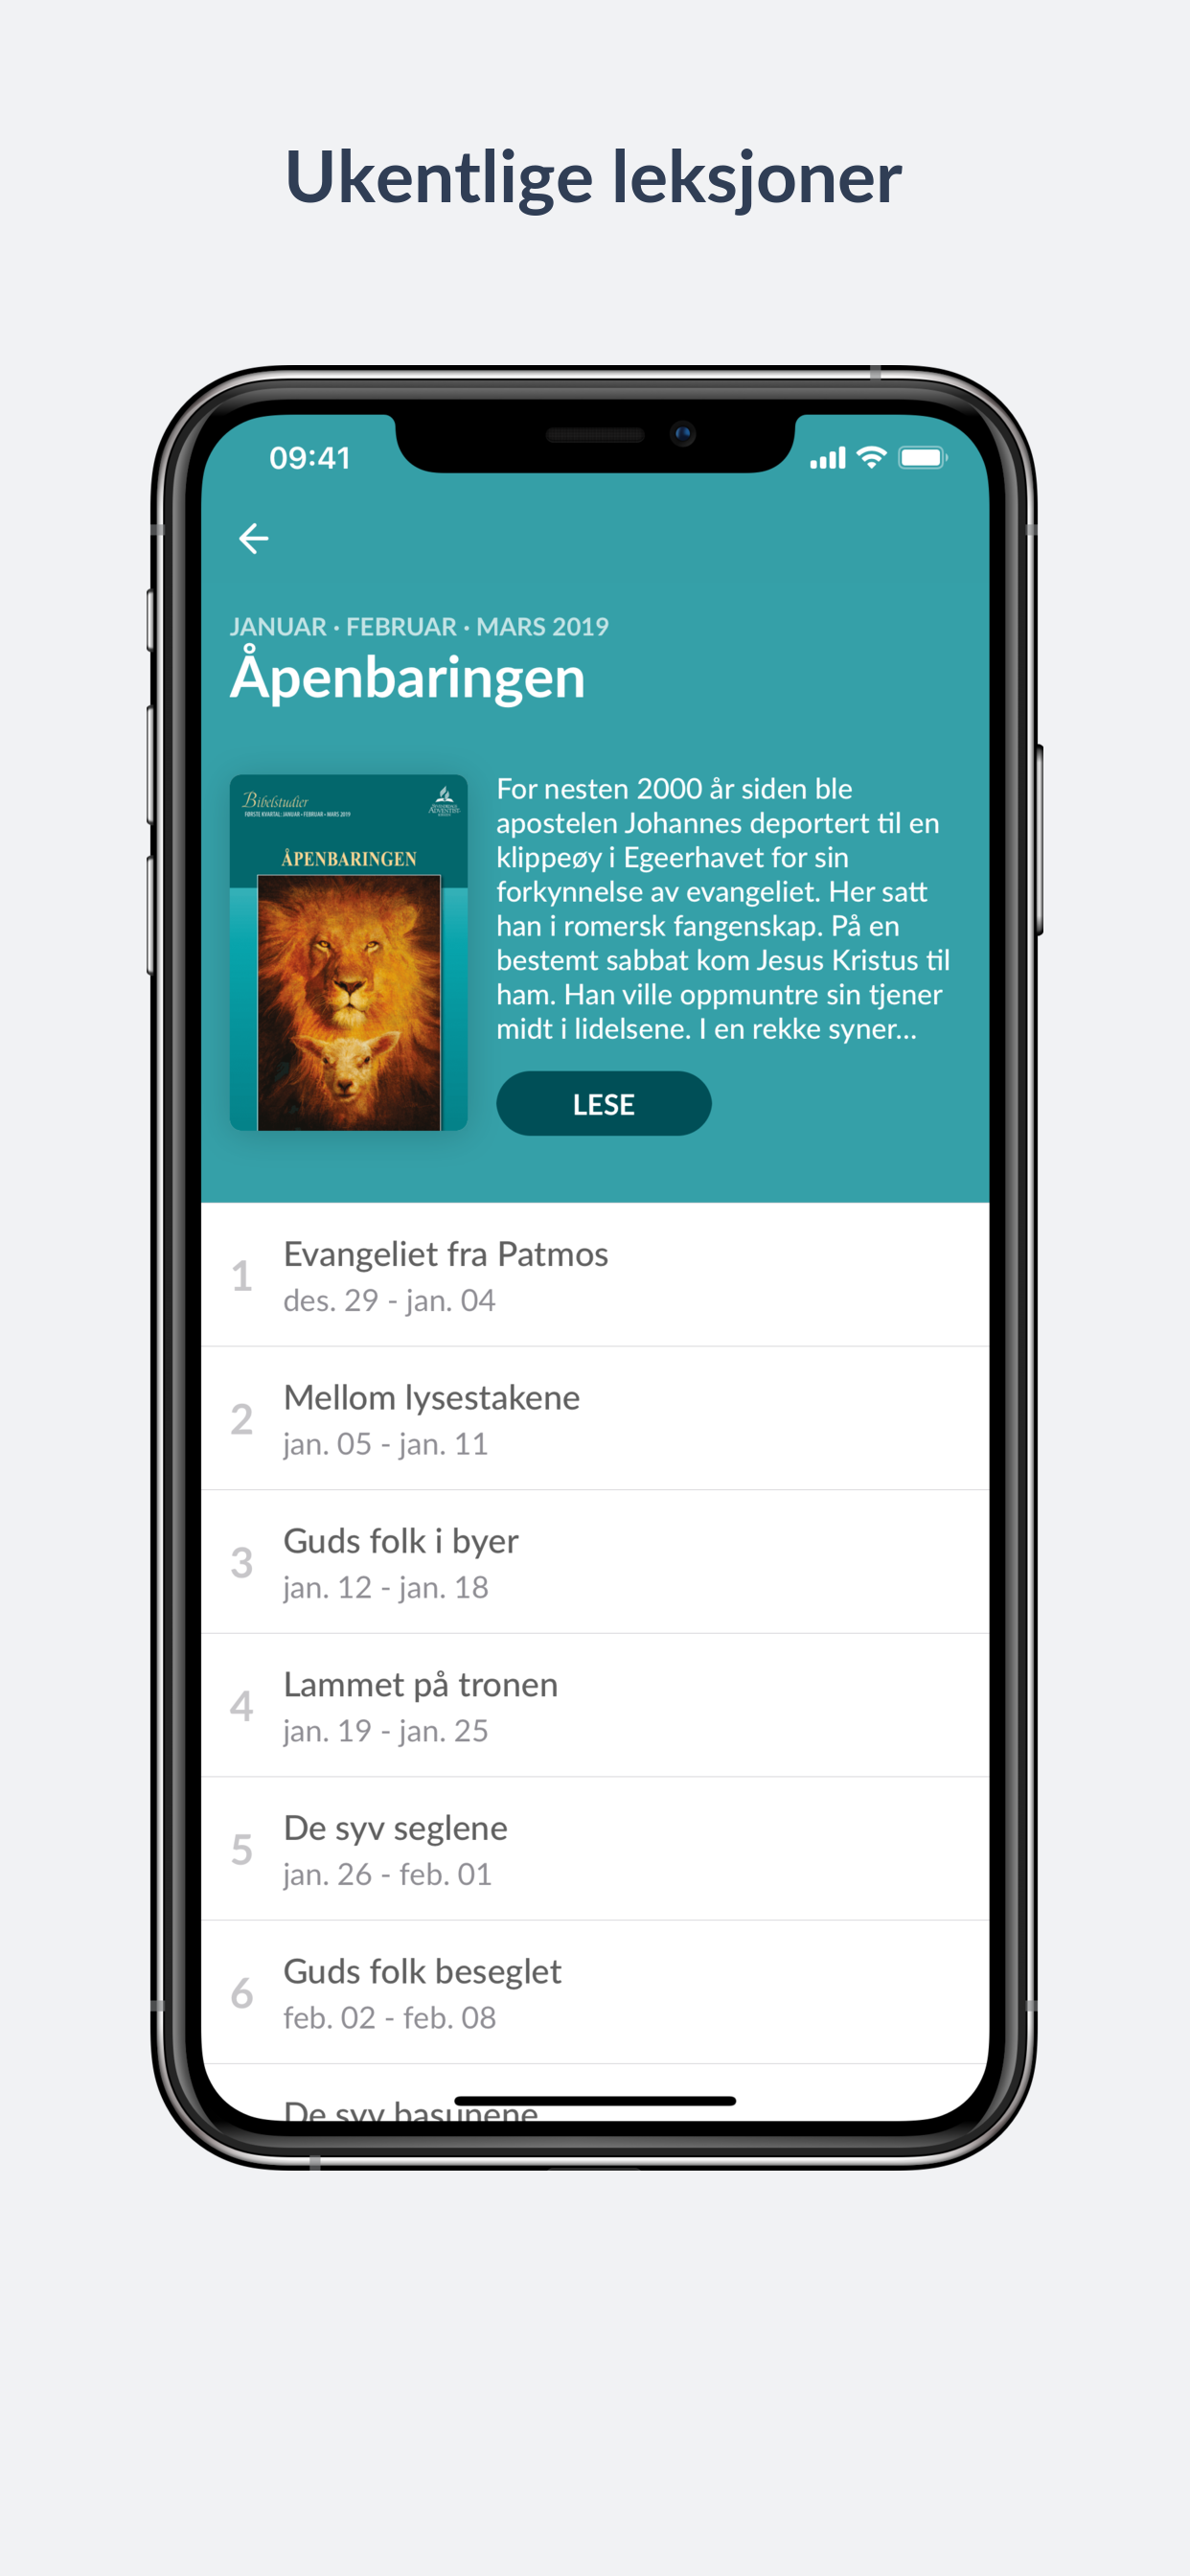 Ukentlige leksjoner
09:41
JANUAR · FEBRUAR · MARS 2019
Åpenbaringen
Bibelstudier
FØRSTE KVARTAL: JANUAR • FEBRUAR • MARS 2019
ADVENTIST
ÅPENBARINGEN
For nesten 2000 år siden ble
apostelen Johannes deportert til en
klippeøy i Egeerhavet for sin
forkynnelse av evangeliet. Her satt
han i romersk fangenskap. På en
bestemt sabbat kom Jesus Kristus til
ham. Han ville oppmuntre sin tjener
midt i lidelsene. I en rekke syner...
LESE
1 Evangeliet fra Patmos
des. 29 - jan. 04
2 Mellom lysestakene
jan. 05 - jan. 11
3 Guds folk i byer
jan. 12 - jan. 18
4 Lammet på tronen
jan. 19 - jan. 25
5 De syv seglene
jan. 26 - feb. 01
6 Guds folk beseglet
feb. 02 - feb. 08
De syv basunene